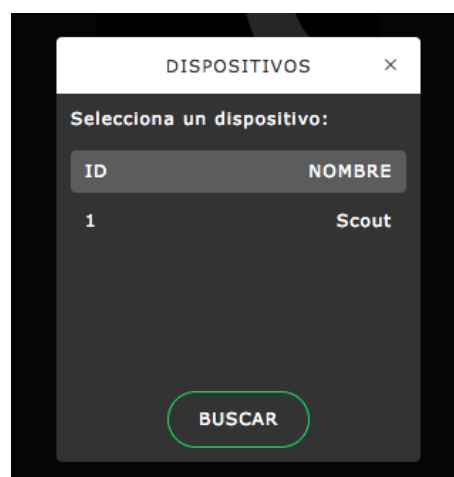 DISPOSITIVOS ×
Selecciona un dispositivo:
ID NOMBRE
1 Scout
BUSCAR